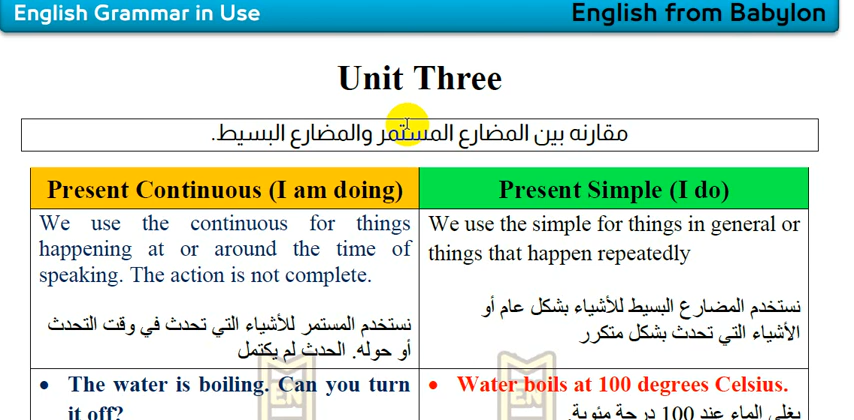 English Grammar in Use
English from Babylon
Unit Three
مقارنه بين المضارع المستمر والمضارع البسيط.
Present Continuous (I am doing)
We use the continuous for things
happening at or around the time of
speaking. The action is not complete.
نستخدم المستمر للأشياء التي تحدث في وقت التحدث
أو حوله. الحدث لم يكتمل
• The water is boiling. Can you turn
it off?
Present Simple (I do)
We use the simple for things in general or
things that happen repeatedly
نستخدم المضارع البسيط للأشياء بشكل عام أو
الأشياء التي تحدث بشكل متكرر
• Water boils at 100 degrees Celsius.
يغلي الماء عند 100 درجة مئوية.
EN
EN